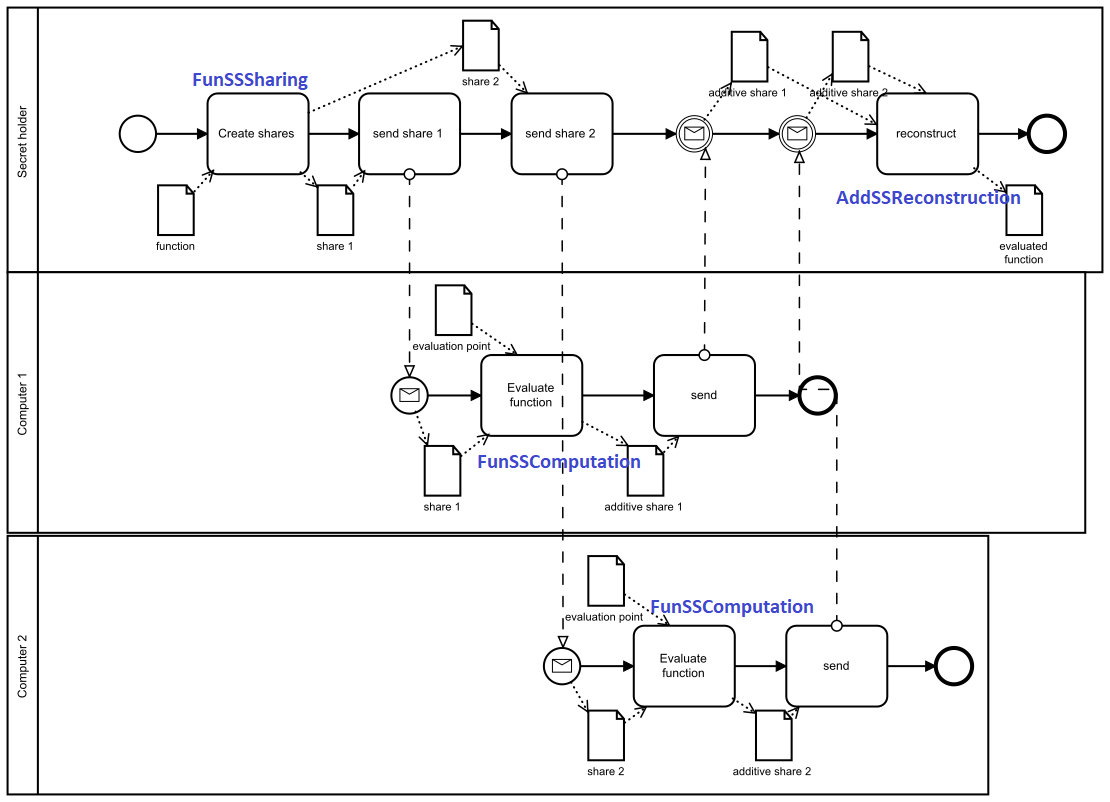 Secret holder
FunSSSharing
Create shares
function
share 1
send share 1
share 2
send share 2
additive share 1
additive share 2
reconstruct
AddSSReconstruction
evaluated
function
Computer 1
evaluation point
Evaluate
function
share 1
FunSSComputation
additive share 1
send
Computer 2
evaluation point
FunSSComputation
Evaluate
function
share 2
additive share 2
send